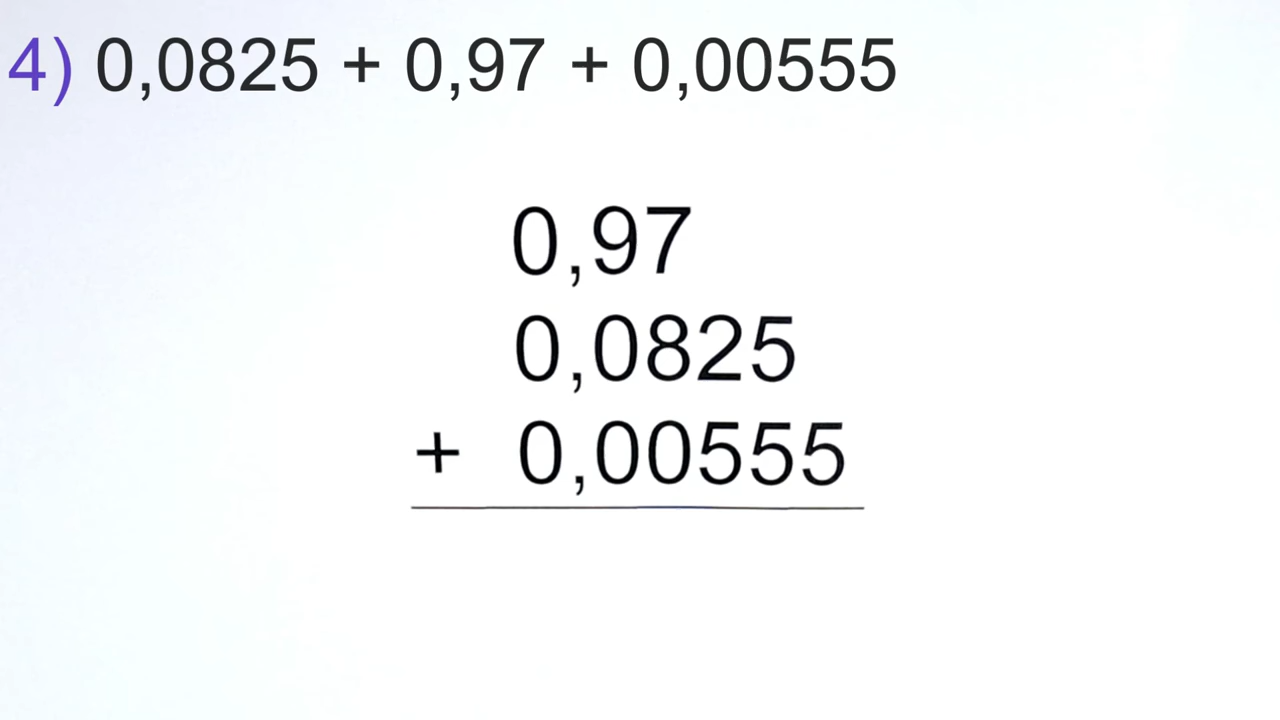 4) 0,0825 + 0,97 + 0,00555
0,97
0,0825
+ 0,00555